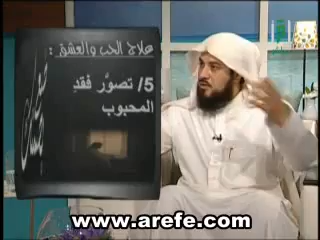 علاج الحب والعشق :
5/ تصوَّر فقدِ
المحبوب
www.arefe.com